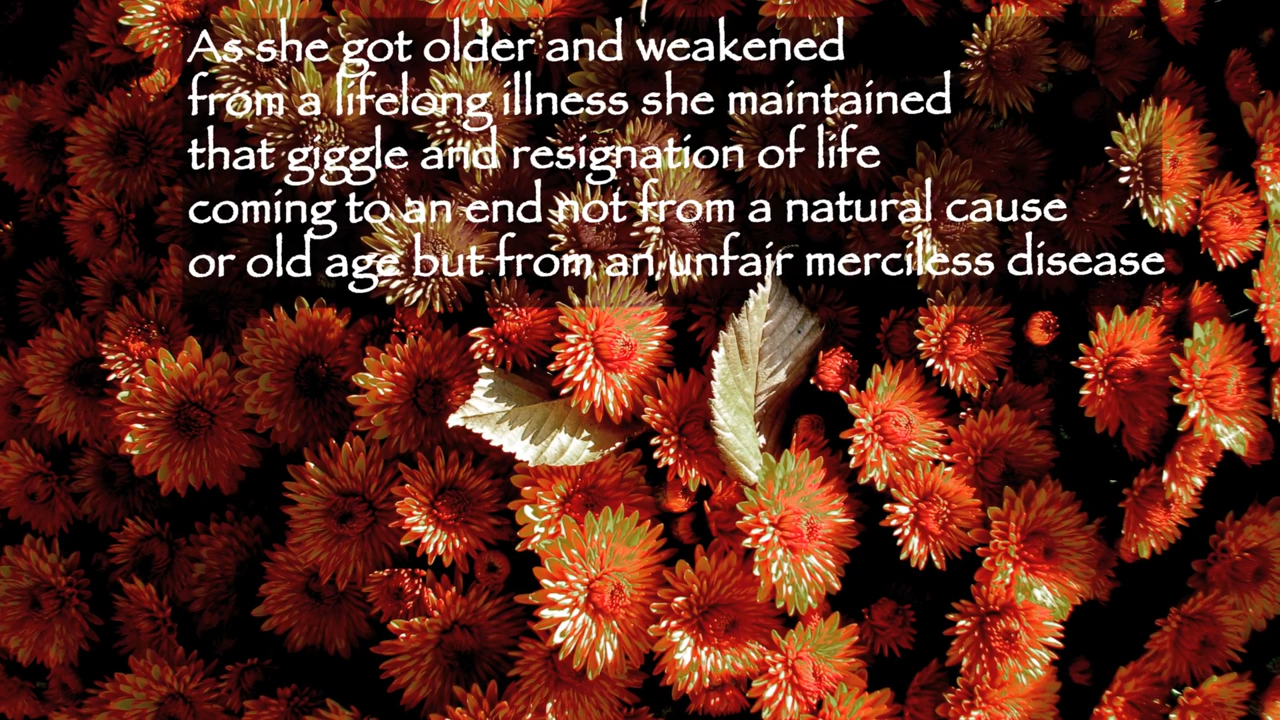 As she got older and weakened
from a lifelong illness she maintained
that giggle and resignation of life
coming to an end not from a natural cause
or old age but from an unfair merciless disease